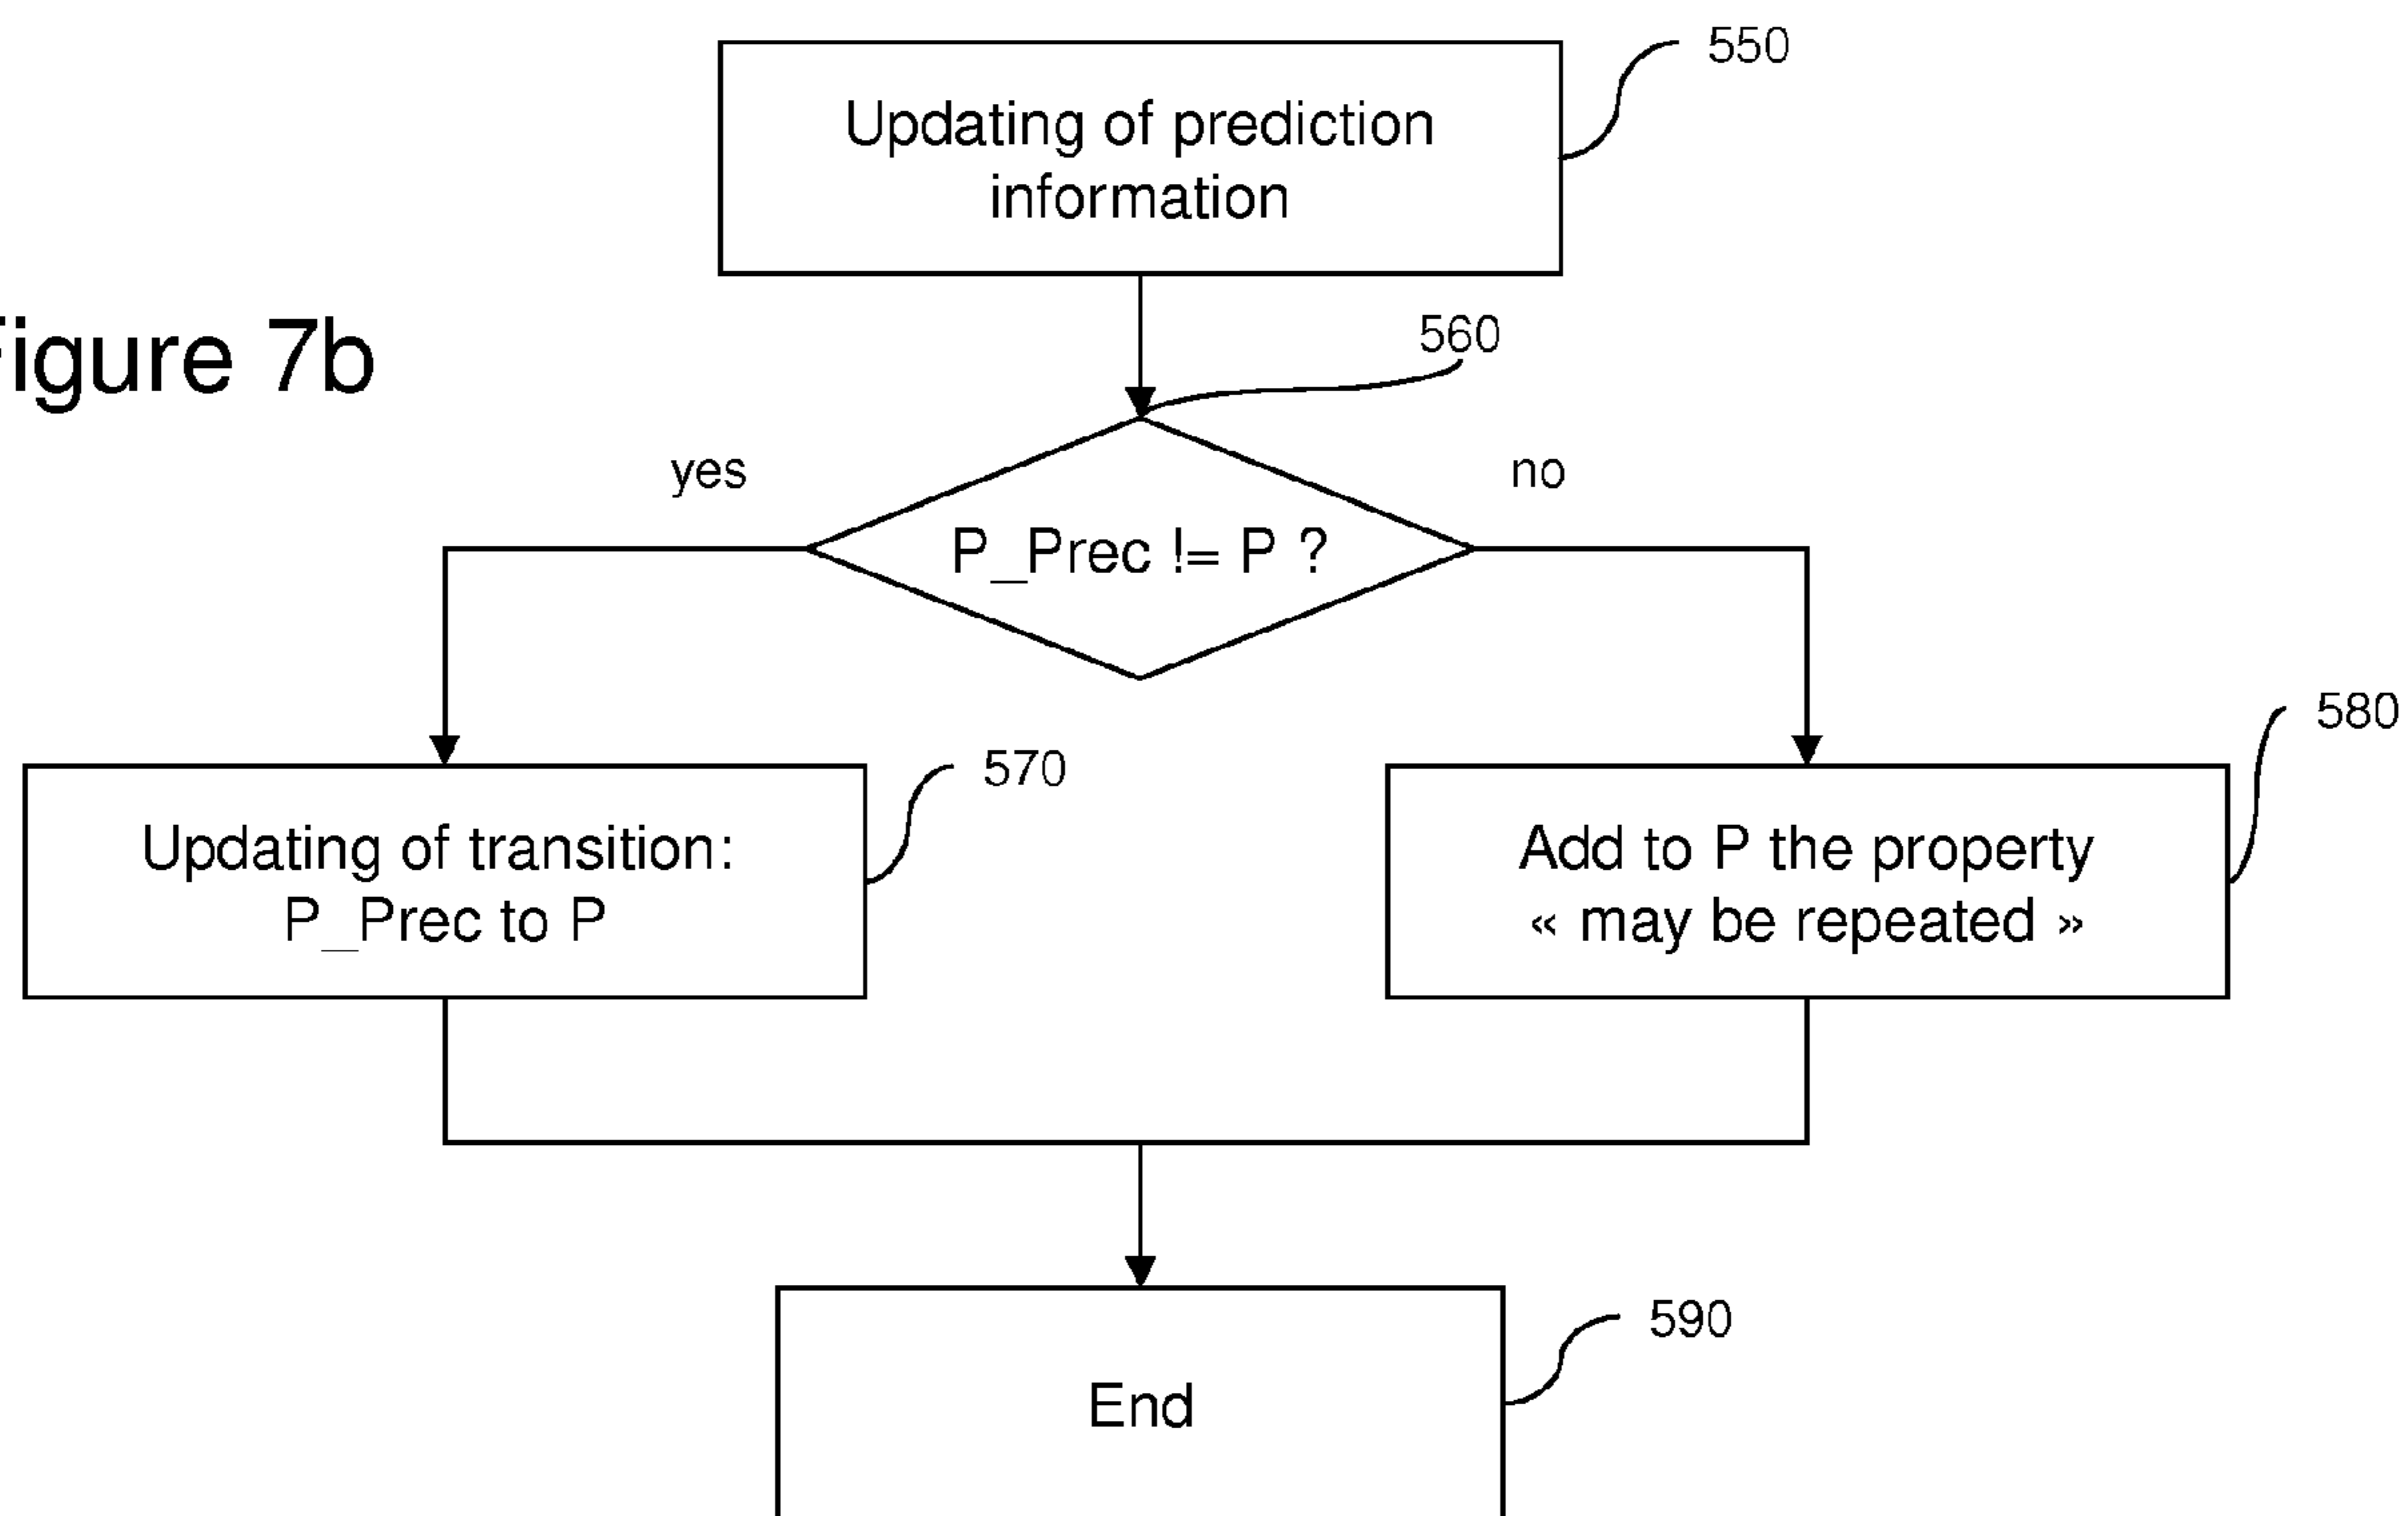 550
Updating of prediction
information
igure 7b
560
yes
no
P_Prec != P ?
580
570
Updating of transition:
P_Prec to P
Add to P the property
« may be repeated »
590
End